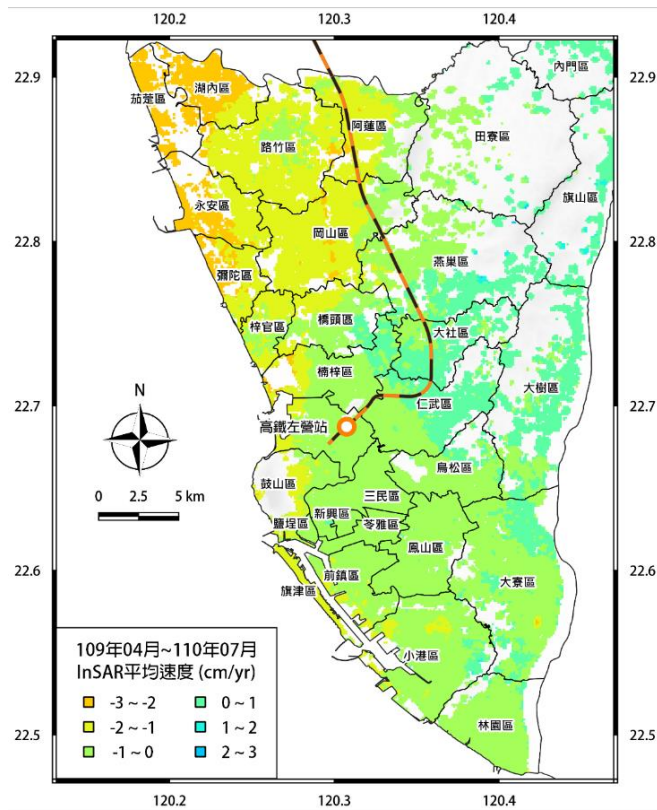 120.2 120.3 120.4
22.9
22.8
22.7
22.6
22.5
內門區
湖內區
茄萣區
阿蓮區
田寮區
路竹區
旗山區
永安區
岡山區
燕巢區
彌陀區
梓官區
橋頭區
大社區
楠梓區
大樹區
仁武區
N
高鐵左營站
鳥松區
鼓山區
0 2.5 5 km
三民區
新興區
鹽埕區
苓雅區
鳳山區
前鎮區
大寮區
旗津區
小港區
林園區
109年04月~110年07月
InSAR平均速度 (cm/yr)
-3 ~ -2 0 ~ 1
-2 ~ -1 1 ~ 2
-1 ~ 0 2 ~ 3
120.2 120.3 120.4